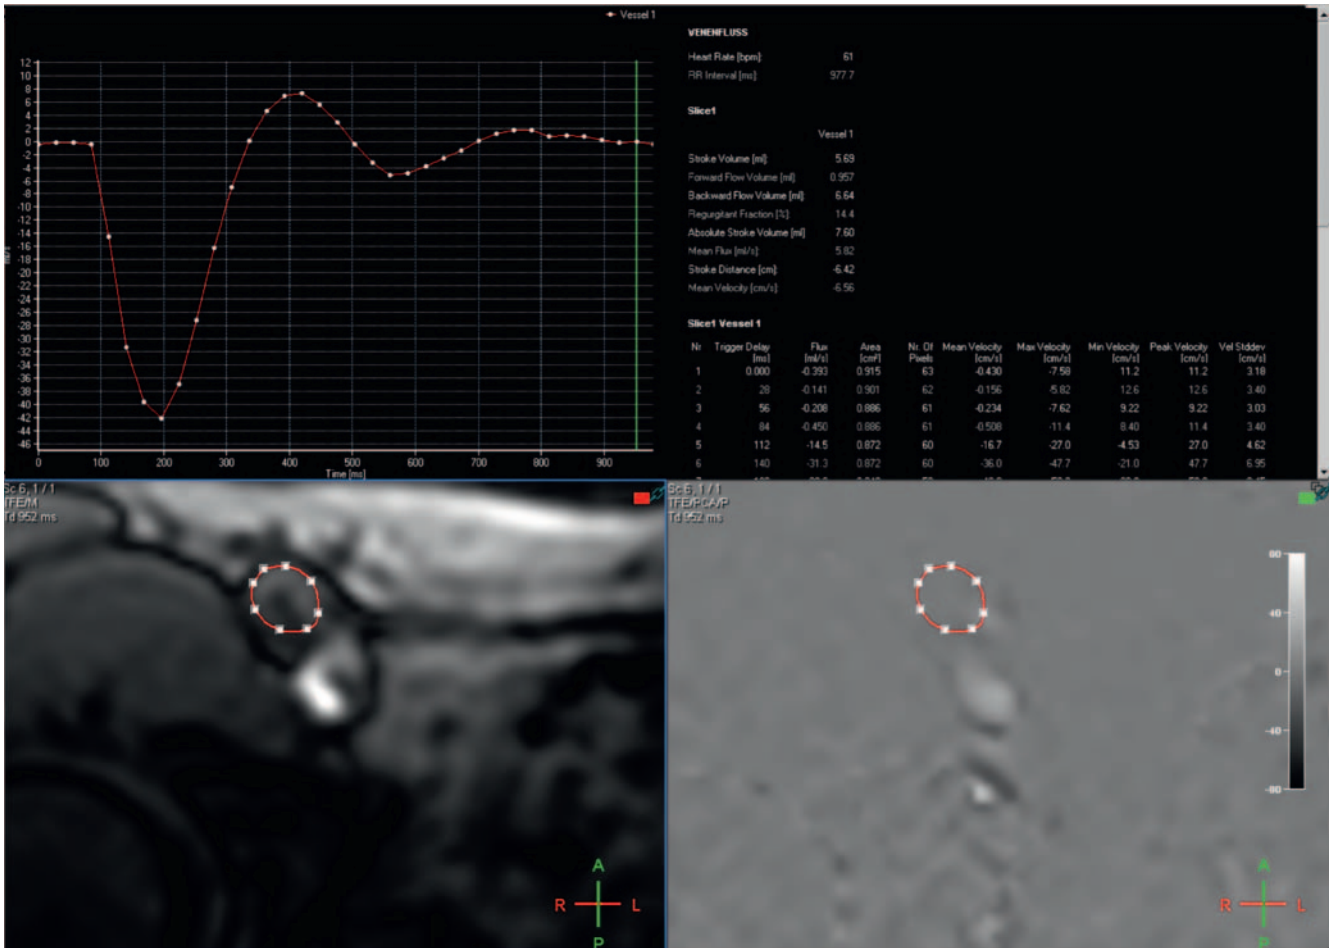 Vessel 1
12
10
8
6
4
2
0
-2
-4
-6
-8
-10
-12
-14
-16
-18
-20
-22
-24
-26
-28
-30
-32
-34
-36
-38
-40
-42
-44
-46
ml/s
0 100 200 300 400 500 600 700 800 900
Time [ms]
VENENFLUSS
Heart Rate [bpm]: 61
RR Interval [ms]: 977.7
Slice1
Vessel 1
Stroke Volume [ml] 5.69
Forward Flow Volume [ml] 0.957
Backward Flow Volume [ml] 6.64
Regurgitant Fraction [%]: 14.4
Absolute Stroke Volume [ml] 7.60
Mean Flux [ml/s]: 5.82
Stroke Distance [cm]: -6.42
Mean Velocity [cm/s]: -6.56
Slice1 Vessel 1
Nr Trigger Delay Flux Area Nr. Of Mean Velocity Max Velocity Min Velocity Peak Velocity Vel Stddev
[ms] [ml/s] [cm²] Pixels [cm/s] [cm/s] [cm/s] [cm/s] [cm/s]
1 0.000 -0.393 0.915 63 -0.430 -7.58 11.2 11.2 3.18
2 28 -0.141 0.901 62 -0.156 -5.82 12.6 12.6 3.40
3 56 -0.208 0.886 61 -0.234 -7.62 9.22 9.22 3.03
4 84 -0.450 0.886 61 -0.508 -11.4 8.40 11.4 3.40
5 112 -14.5 0.872 60 -16.7 -27.0 -4.53 27.0 4.62
6 140 -31.3 0.872 60 -36.0 -47.7 -21.0 47.7 6.95
Sc 6, 1 / 1
TFE/M
Td 952 ms
A
R L
P
Sc 6, 1 / 1
TFE/PCA/P
Td 952 ms
80
40
0
-40
-80
A
R L
P